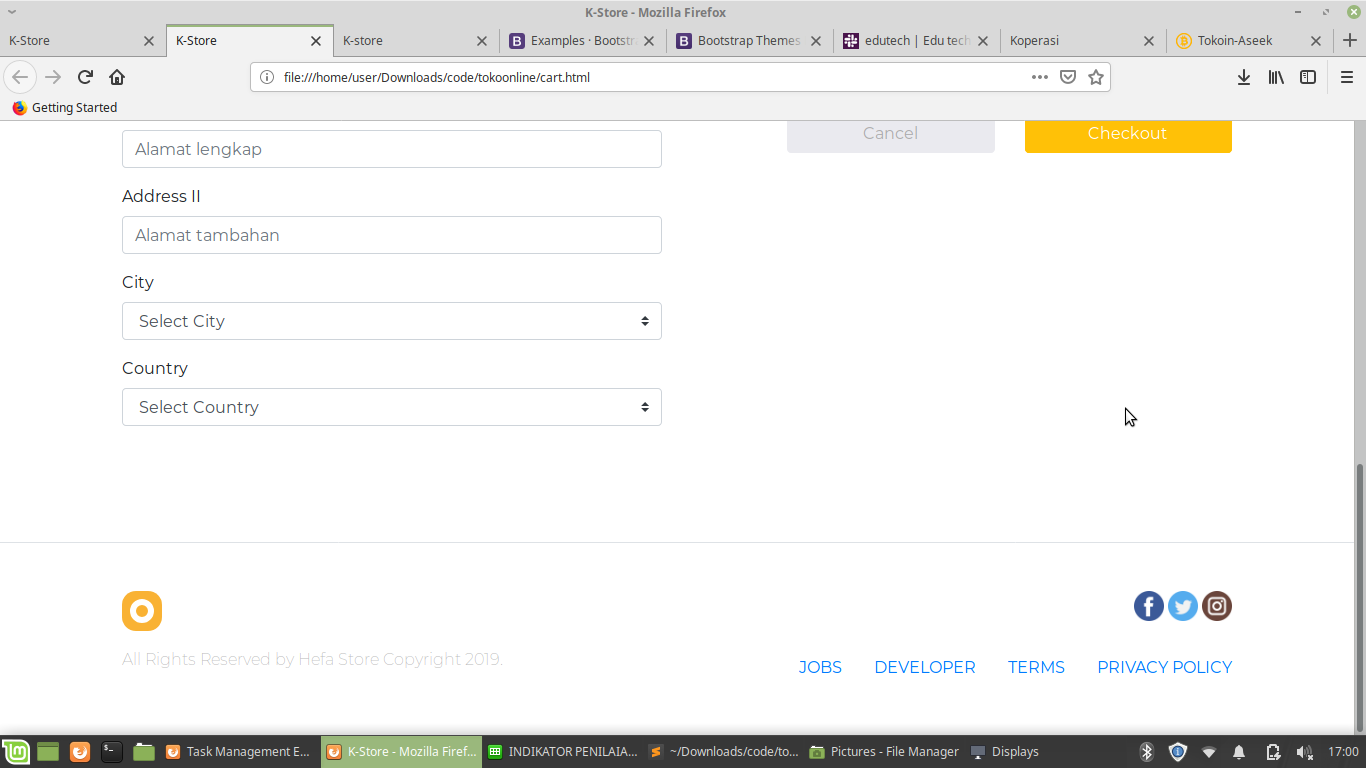 K-Store - Mozilla Firefox
K-Store
K-Store
K-store
Examples · Bootstr
Bootstrap Themes
edutech | Edu tech
Koperasi
Tokoin-Aseek
file:///home/user/Downloads/code/tokoonline/cart.html
Getting Started
Alamat lengkap
Cancel
Checkout
Address II
Alamat tambahan
City
Select City
Country
Select Country
All Rights Reserved by Hefa Store Copyright 2019.
JOBS
DEVELOPER
TERMS
PRIVACY POLICY
Task Management E...
K-Store - Mozilla Firef...
INDIKATOR PENILAIA...
~/Downloads/code/to...
Pictures - File Manager
Displays
17:00